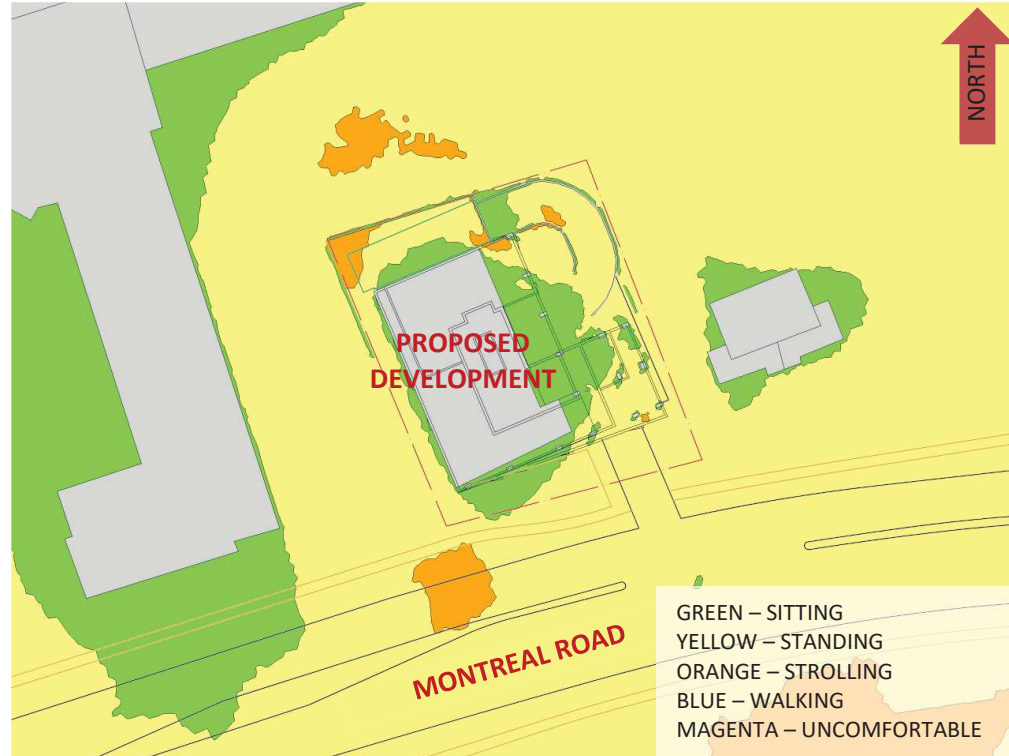 NORTH
PROPOSED
DEVELOPMENT
MONTREAL ROAD
GREEN – SITTING
YELLOW – STANDING
ORANGE – STROLLING
BLUE – WALKING
MAGENTA – UNCOMFORTABLE